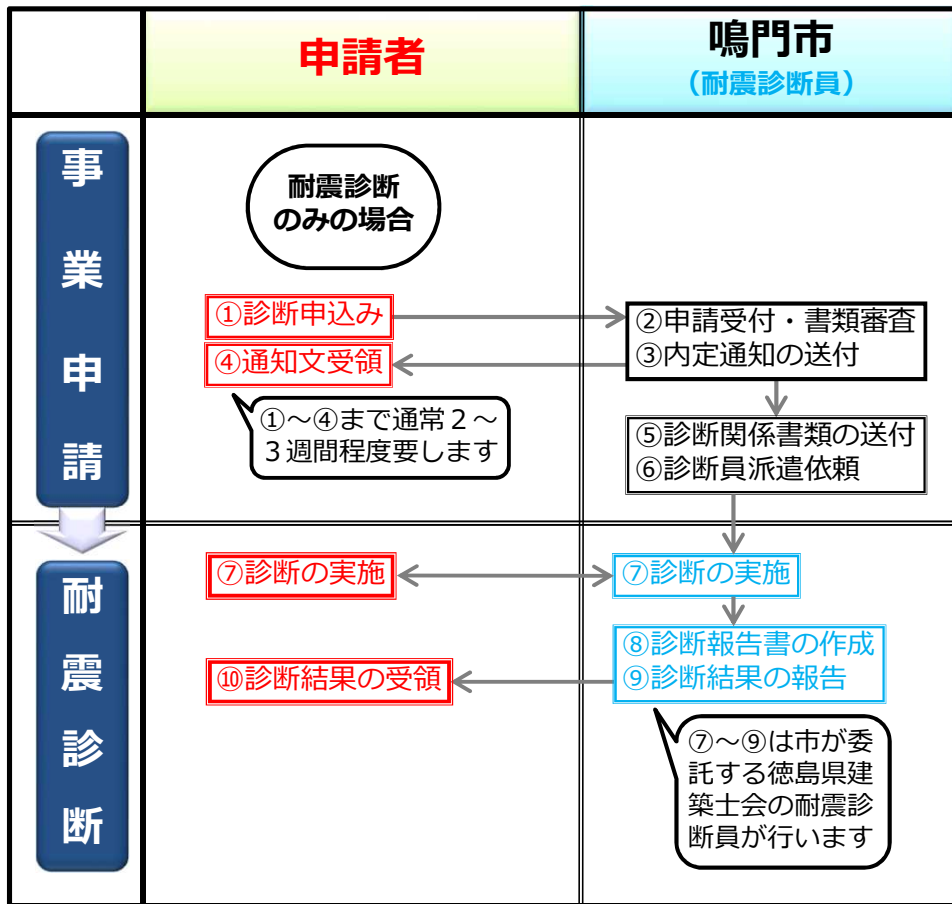 申請者
鳴門市
（耐震診断員）
事業申請
耐震診断
のみの場合
①診断申込み
②申請受付・書類審査
③内定通知の送付
④通知文受領
①～④まで通常２～
３週間程度要します
⑤診断関係書類の送付
⑥診断員派遣依頼
耐震診断
⑦診断の実施
⑦診断の実施
⑧診断報告書の作成
⑨診断結果の報告
⑩診断結果の受領
⑦～⑨は市が委
託する徳島県建
築士会の耐震診
断員が行います